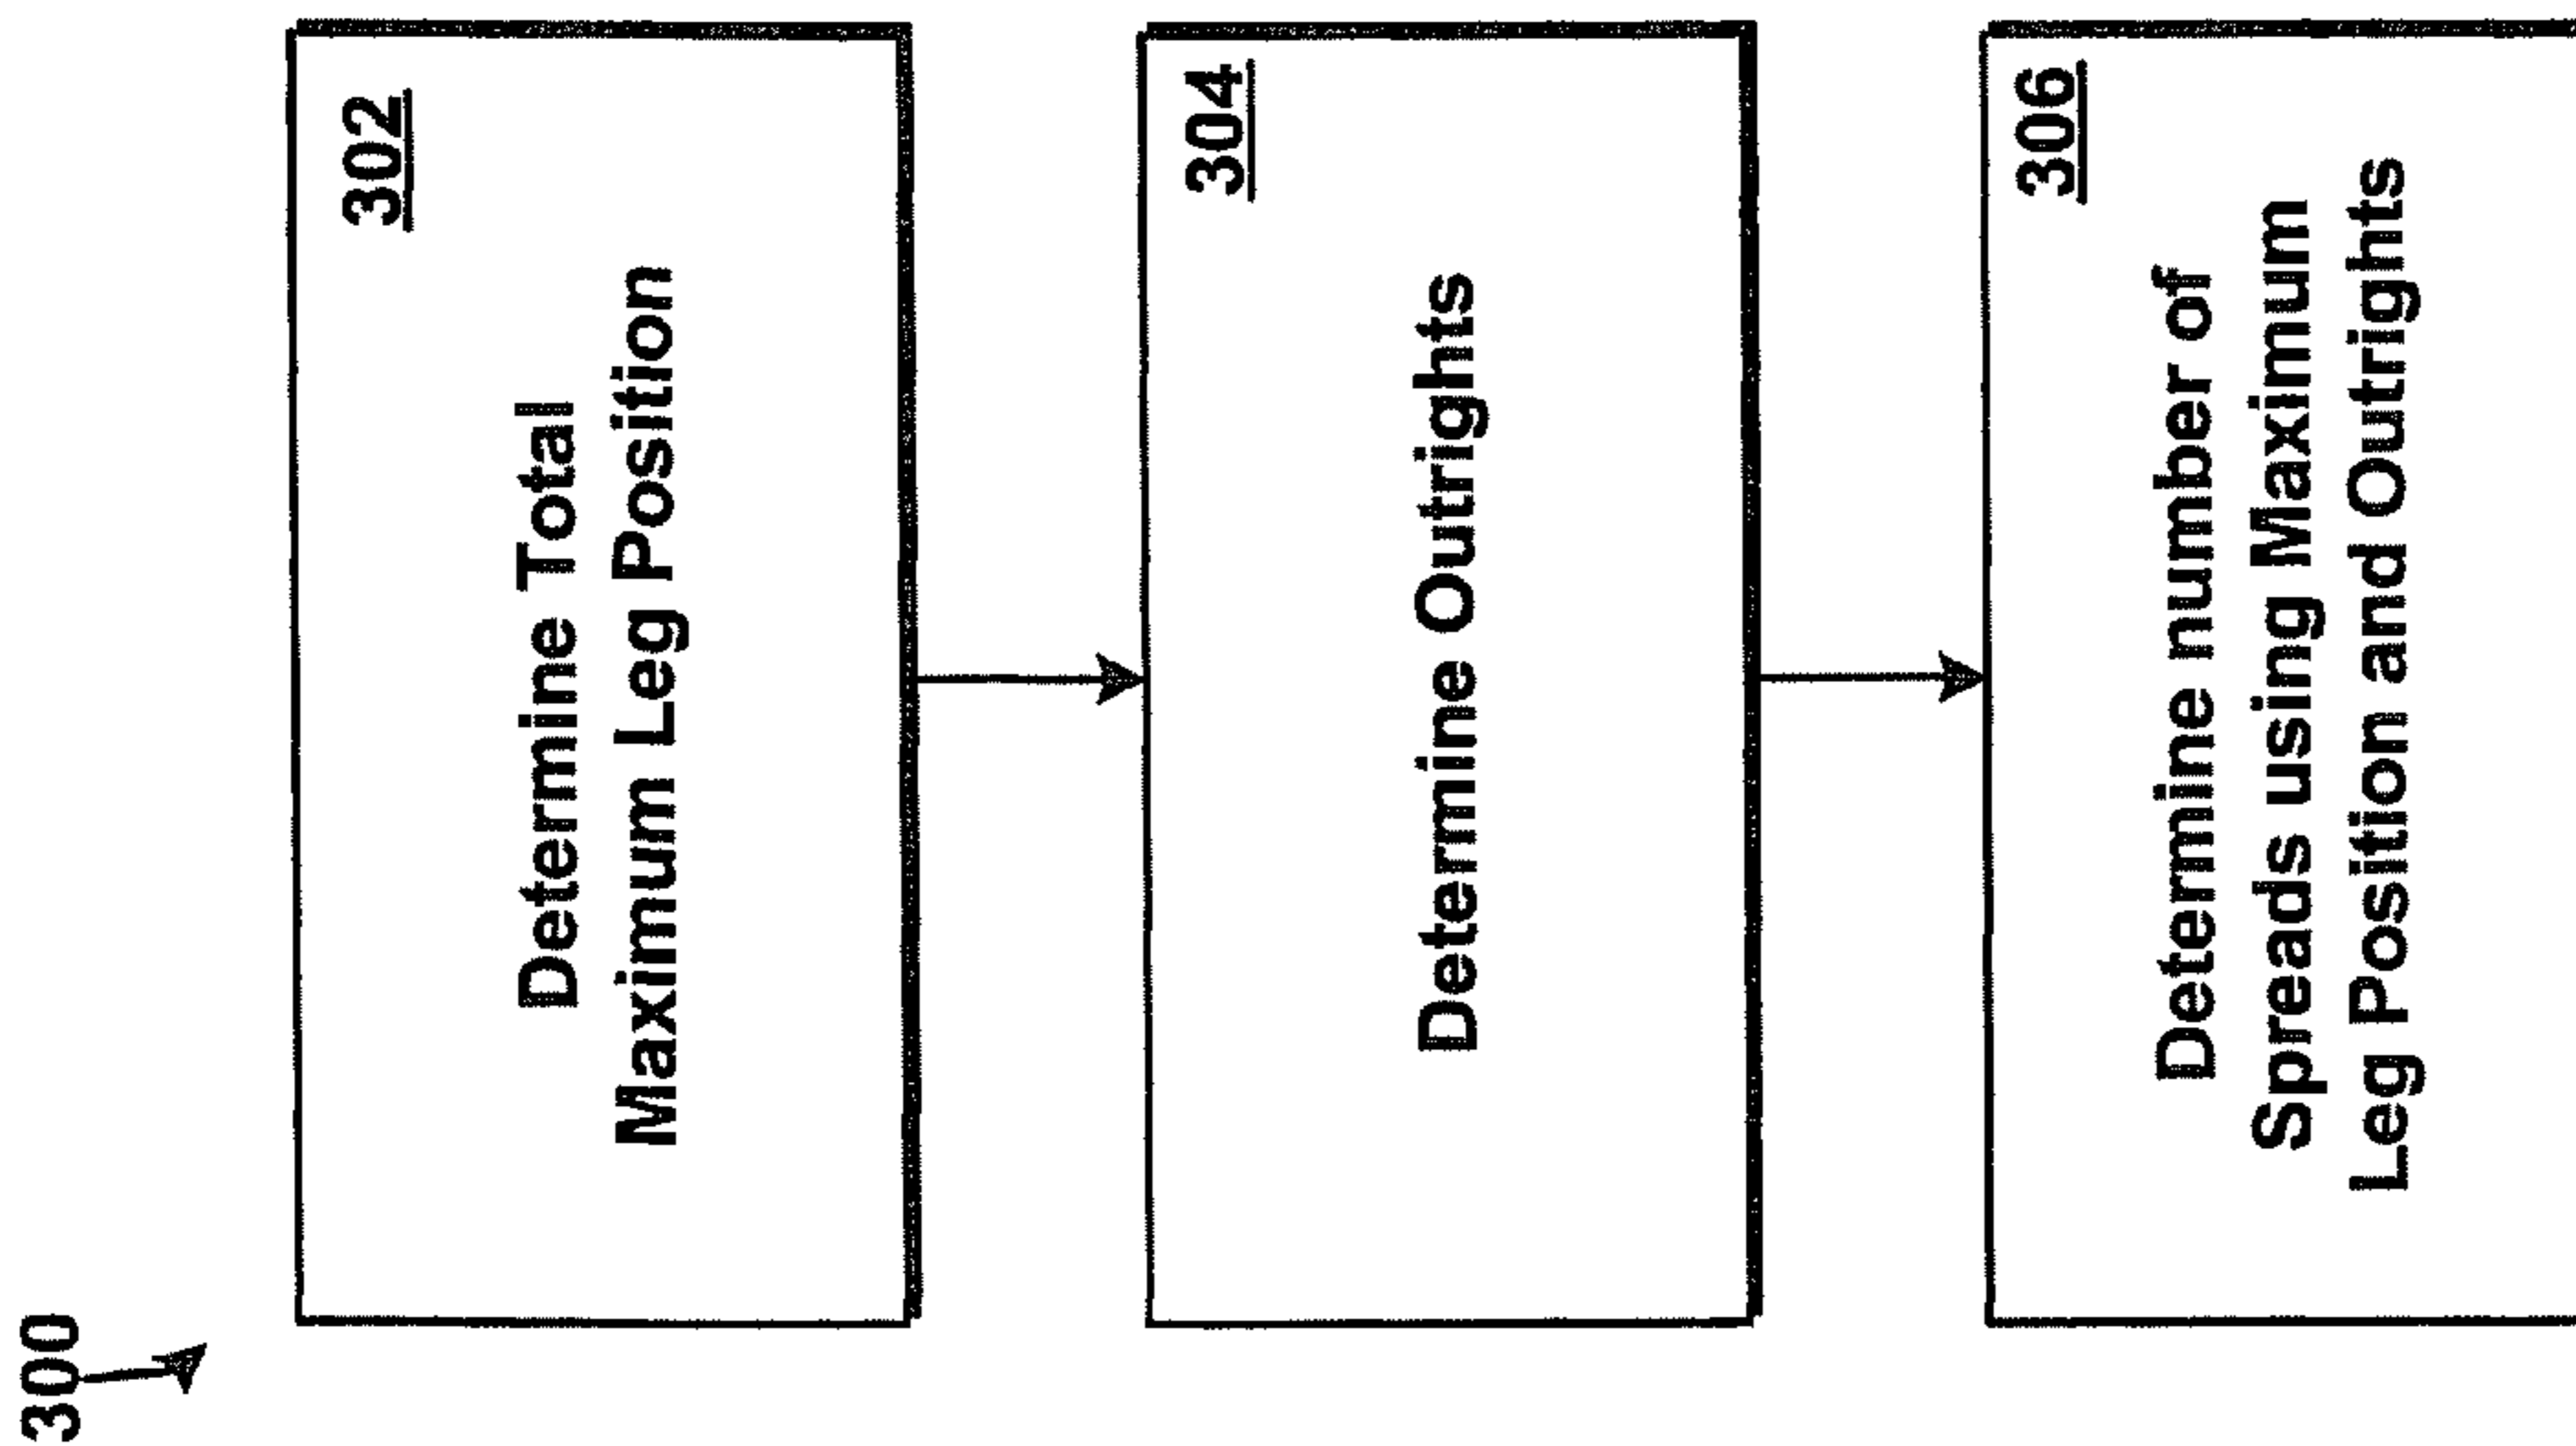 300
302
Determine Total
Maximum Leg Position
304
Determine Outrights
306
Determine number of
Spreads using Maximum
Leg Position and Outrights